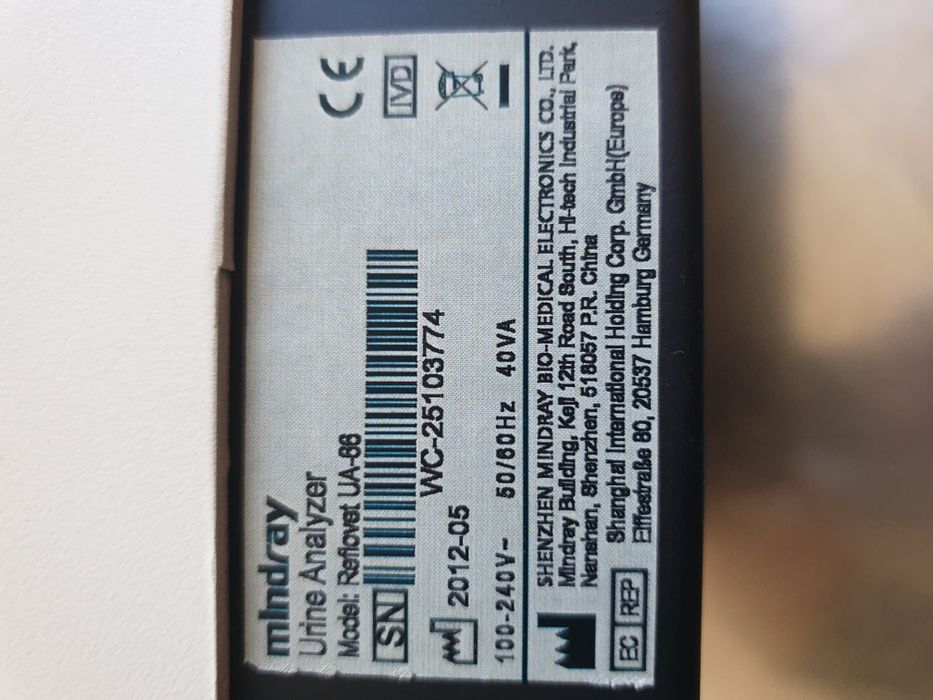 mindray
Urine Analyzer
Model: Reflovet UA-66
CE
SN
IVD
WC-25103774
2012-05
100-240V~ 50/60Hz 40VA
SHENZHEN MINDRAY BIO-MEDICAL ELECTRONICS CO., LTD.
Mindray Building, Keji 12th Road South, Hi-tech Industrial Park,
Nanshan, Shenzhen, 518057 P.R. China
EC REP
Shanghai International Holding Corp. GmbH(Europe)
Eiffestraße 80, 20537 Hamburg Germany